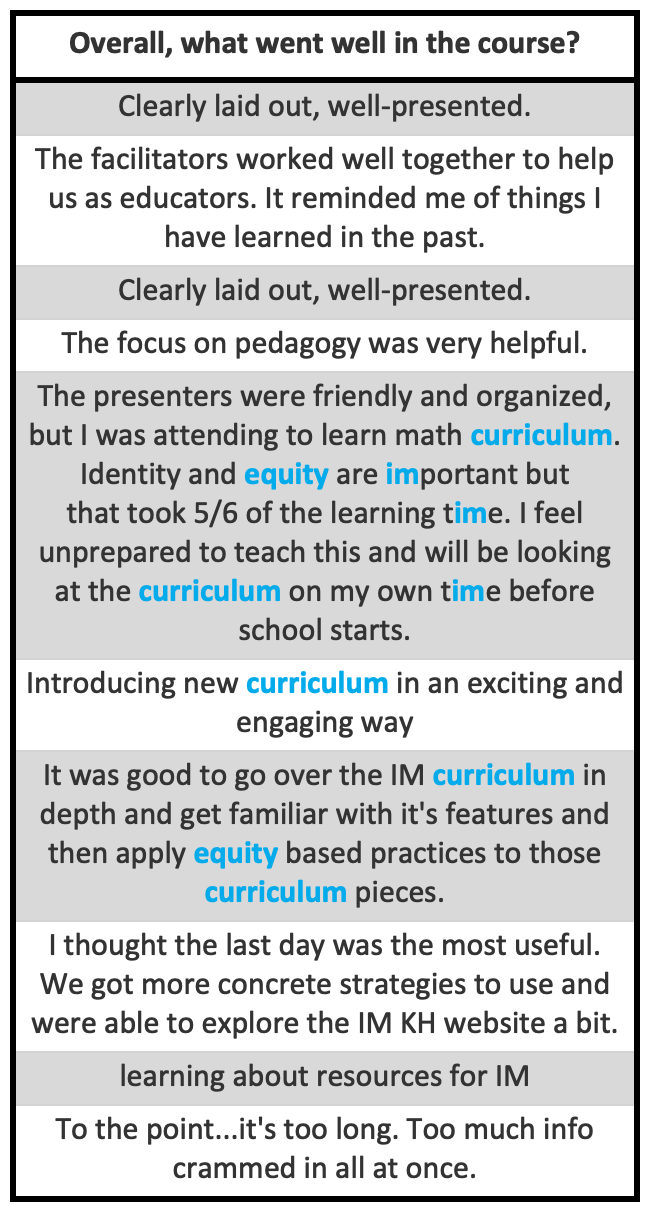 Overall, what went well in the course?
Clearly laid out, well-presented.
The facilitators worked well together to help
us as educators. It reminded me of things I
have learned in the past.
Clearly laid out, well-presented.
The focus on pedagogy was very helpful.
The presenters were friendly and organized,
but I was attending to learn math curriculum.
Identity and equity are important but
that took 5/6 of the learning time. I feel
unprepared to teach this and will be looking
at the curriculum on my own time before
school starts.
Introducing new curriculum in an exciting and
engaging way
It was good to go over the IM curriculum in
depth and get familiar with it's features and
then apply equity based practices to those
curriculum pieces.
I thought the last day was the most useful.
We got more concrete strategies to use and
were able to explore the IM KH website a bit.
learning about resources for IM
To the point...it's too long. Too much info
crammed in all at once.